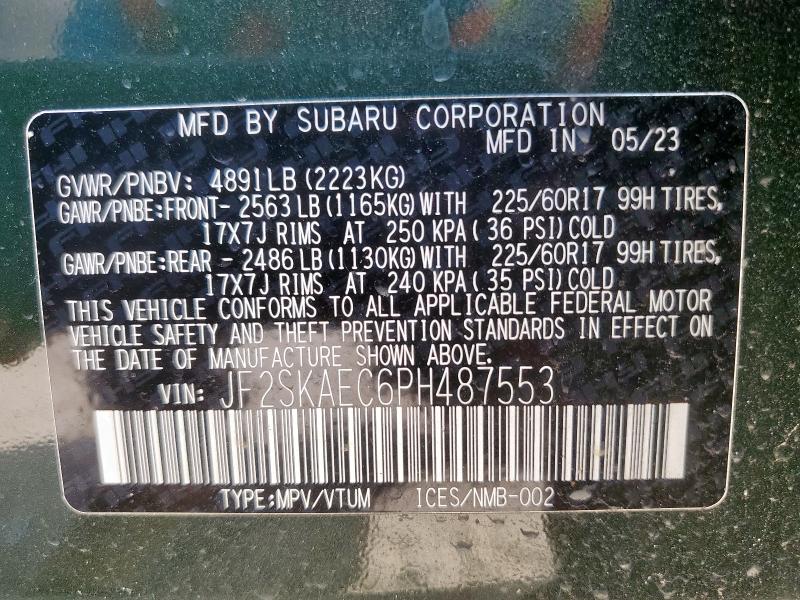 MFD BY SUBARU CORPORATION
MFD IN 05/23
GVWR/PNBV: 4891LB (2223KG)
GAWR/PNBE:FRONT- 2563LB (1165KG) WITH 225/60R17 99H TIRES,
17X7J RIMS AT 250 KPA ( 36 PSI) COLD
GAWR/PNBE:REAR - 2486LB (1130KG) WITH 225/60R17 99H TIRES,
17X7J RIMS AT 240 KPA ( 35 PSI) COLD
THIS VEHICLE CONFORMS TO ALL APPLICABLE FEDERAL MOTOR
VEHICLE SAFETY AND THEFT PREVENTION STANDARDS IN EFFECT ON
THE DATE OF MANUFACTURE SHOWN ABOVE.
VIN: JF2SKAEC6PH487553
TYPE:MPV/VTUM ICES/NMB-002